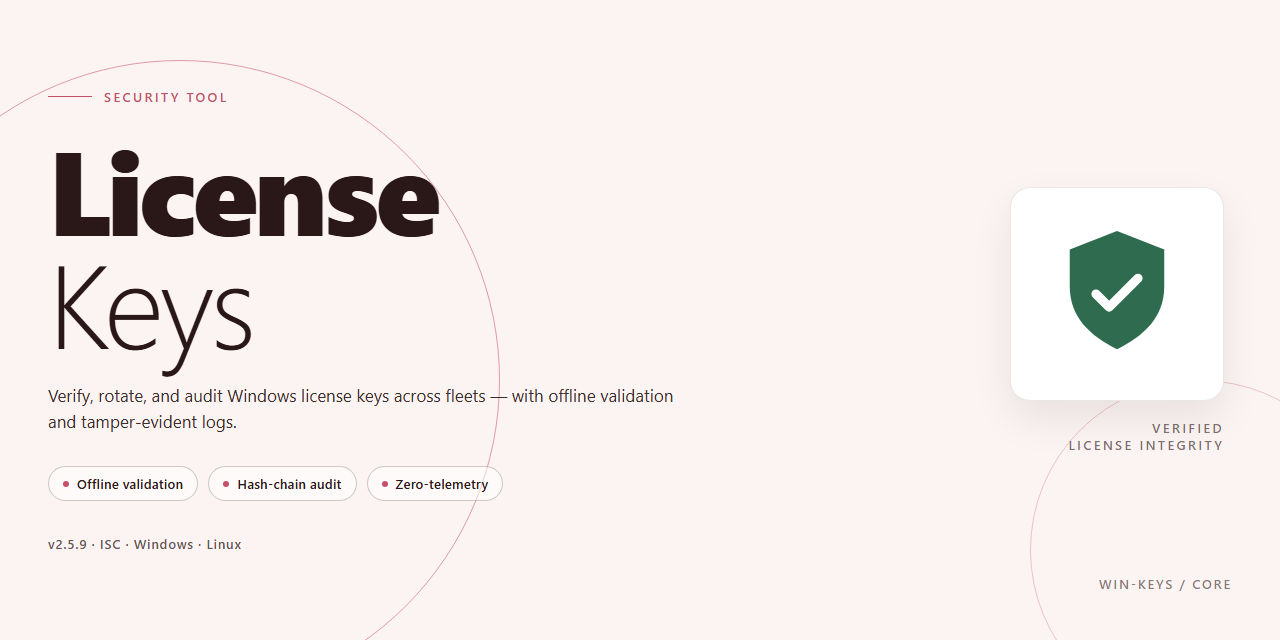 SECURITY TOOL
License
Keys
Verify, rotate, and audit Windows license keys across fleets — with offline validation
and tamper-evident logs.
Offline validation
Hash-chain audit
Zero-telemetry
v2.5.9 · ISC · Windows · Linux
VERIFIED
LICENSE INTEGRITY
WIN-KEYS / CORE